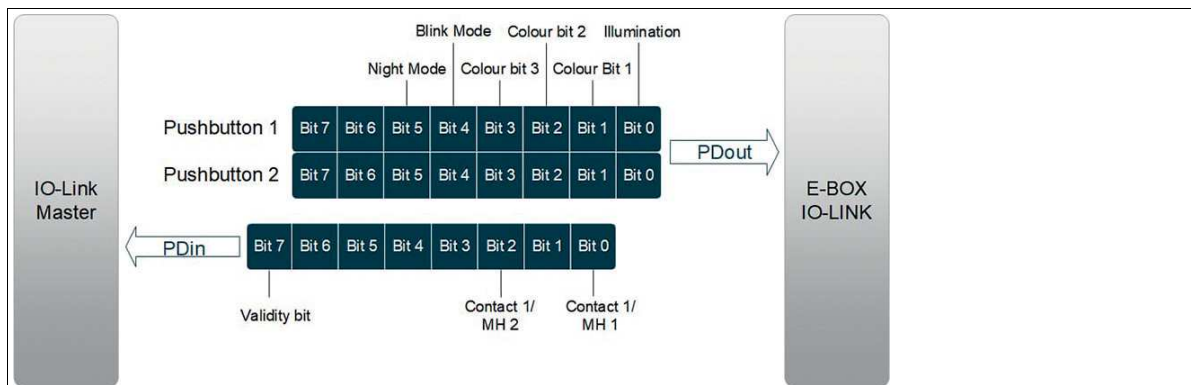 Blink Mode Colour bit 2 Illumination
Night Mode Colour bit 3 Colour Bit 1
Pushbutton 1 Bit 7 Bit 6 Bit 5 Bit 4 Bit 3 Bit 2 Bit 1 Bit 0
PDout
Pushbutton 2 Bit 7 Bit 6 Bit 5 Bit 4 Bit 3 Bit 2 Bit 1 Bit 0
IO-Link
Master
E-BOX
IO-LINK
PDin Bit 7 Bit 6 Bit 5 Bit 4 Bit 3 Bit 2 Bit 1 Bit 0
Validity bit
Contact 1/
MH 2
Contact 1/
MH 1